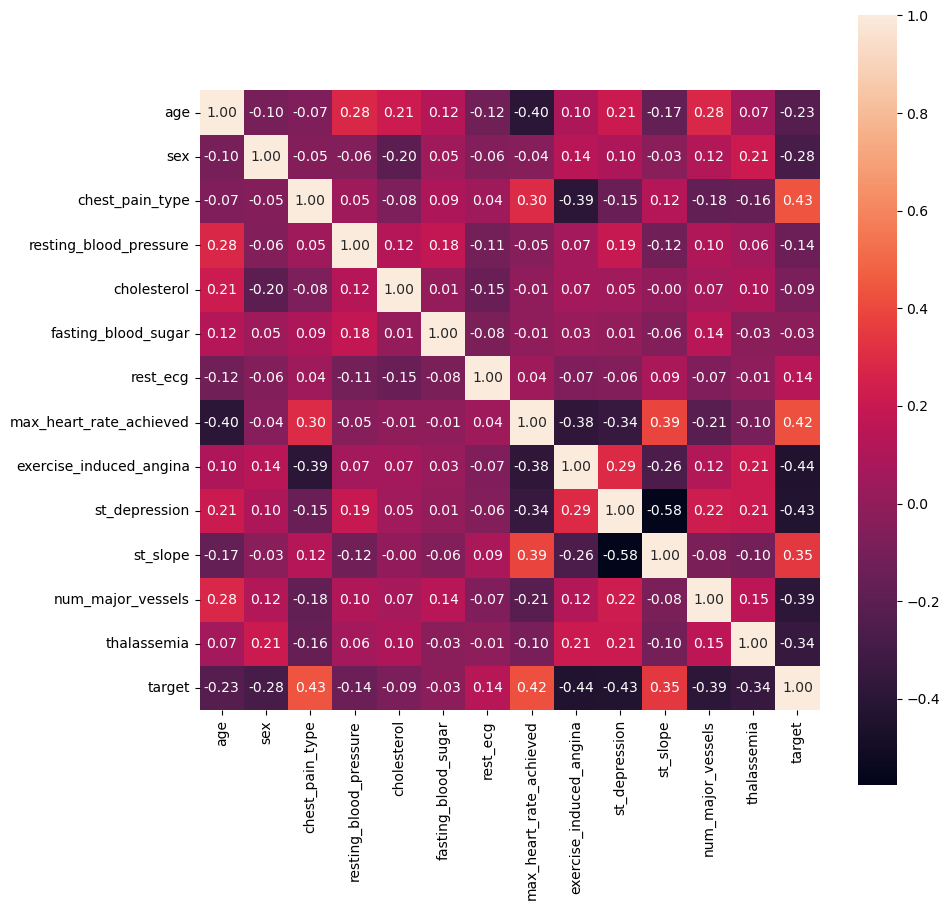 age 1.00 -0.10 -0.07 0.28 0.21 0.12 -0.12 -0.40 0.10 0.21 -0.17 0.28 0.07 -0.23
sex -0.10 1.00 -0.05 -0.06 -0.20 0.05 -0.06 -0.04 0.14 0.10 -0.03 0.12 0.21 -0.28
chest_pain_type -0.07 -0.05 1.00 0.05 -0.08 0.09 0.04 0.30 -0.39 -0.15 0.12 -0.18 -0.16 0.43
resting_blood_pressure 0.28 -0.06 0.05 1.00 0.12 0.18 -0.11 -0.05 0.07 0.19 -0.12 0.10 0.06 -0.14
cholesterol 0.21 -0.20 -0.08 0.12 1.00 0.01 -0.15 -0.01 0.07 0.05 -0.00 0.07 0.10 -0.09
fasting_blood_sugar 0.12 0.05 0.09 0.18 0.01 1.00 -0.08 -0.01 0.03 0.01 -0.06 0.14 -0.03 -0.03
rest_ecg -0.12 -0.06 0.04 -0.11 -0.15 -0.08 1.00 0.04 -0.07 -0.06 0.09 -0.07 -0.01 0.14
max_heart_rate_achieved -0.40 -0.04 0.30 -0.05 -0.01 -0.01 0.04 1.00 -0.38 -0.34 0.39 -0.21 -0.10 0.42
exercise_induced_angina 0.10 0.14 -0.39 0.07 0.07 0.03 -0.07 -0.38 1.00 0.29 -0.26 0.12 0.21 -0.44
st_depression 0.21 0.10 -0.15 0.19 0.05 0.01 -0.06 -0.34 0.29 1.00 -0.58 0.22 0.21 -0.43
st_slope -0.17 -0.03 0.12 -0.12 -0.00 -0.06 0.09 0.39 -0.26 -0.58 1.00 -0.08 -0.10 0.35
num_major_vessels 0.28 0.12 -0.18 0.10 0.07 0.14 -0.07 -0.21 0.12 0.22 -0.08 1.00 0.15 -0.39
thalassemia 0.07 0.21 -0.16 0.06 0.10 -0.03 -0.01 -0.10 0.21 0.21 -0.10 0.15 1.00 -0.34
target -0.23 -0.28 0.43 -0.14 -0.09 -0.03 0.14 0.42 -0.44 -0.43 0.35 -0.39 -0.34 1.00
age
sex
chest_pain_type
resting_blood_pressure
cholesterol
fasting_blood_sugar
rest_ecg
max_heart_rate_achieved
exercise_induced_angina
st_depression
st_slope
num_major_vessels
thalassemia
target
1.0
0.8
0.6
0.4
0.2
0.0
−0.2
−0.4